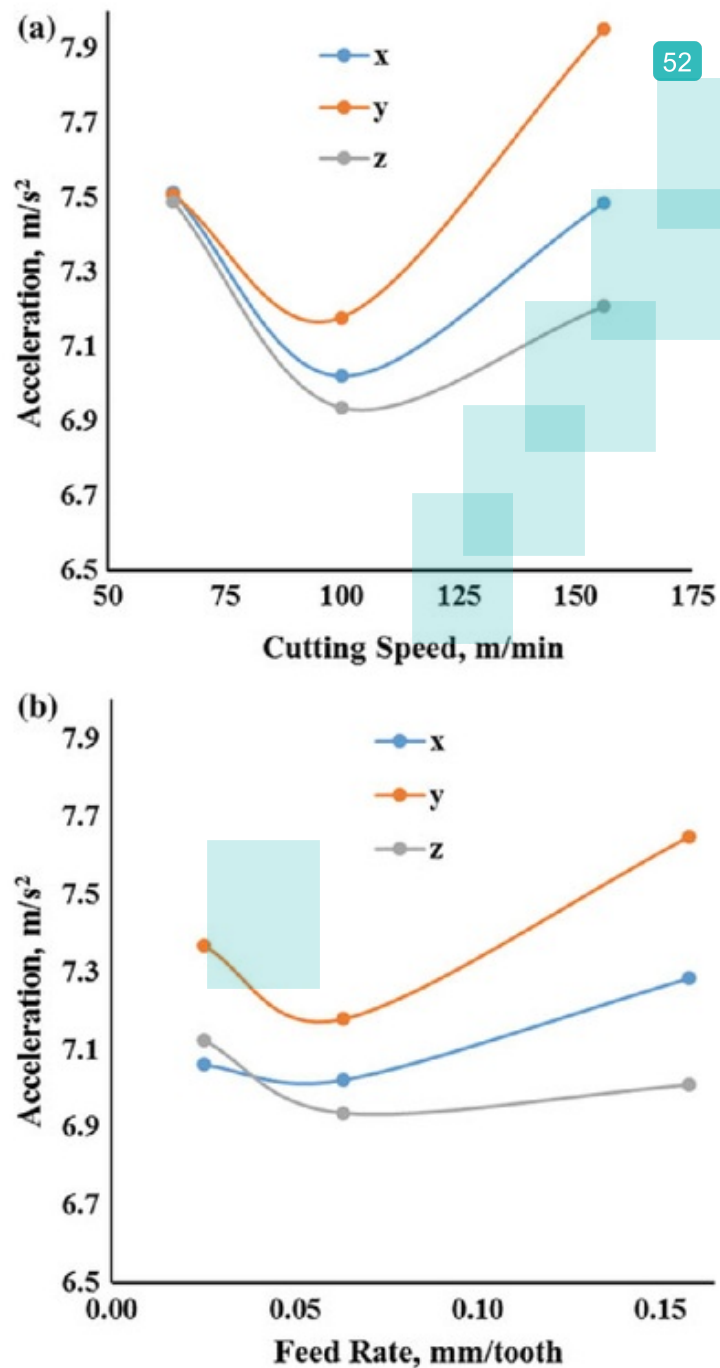 (a)
7.9
7.7
7.5
7.3
7.1
6.9
6.7
6.5
Acceleration, m/s²
x
y
z
52
50 75 100 125 150 175
Cutting Speed, m/min
(b)
7.9
7.7
7.5
7.3
7.1
6.9
6.7
6.5
Acceleration, m/s²
x
y
z
0.00 0.05 0.10 0.15
Feed Rate, mm/tooth